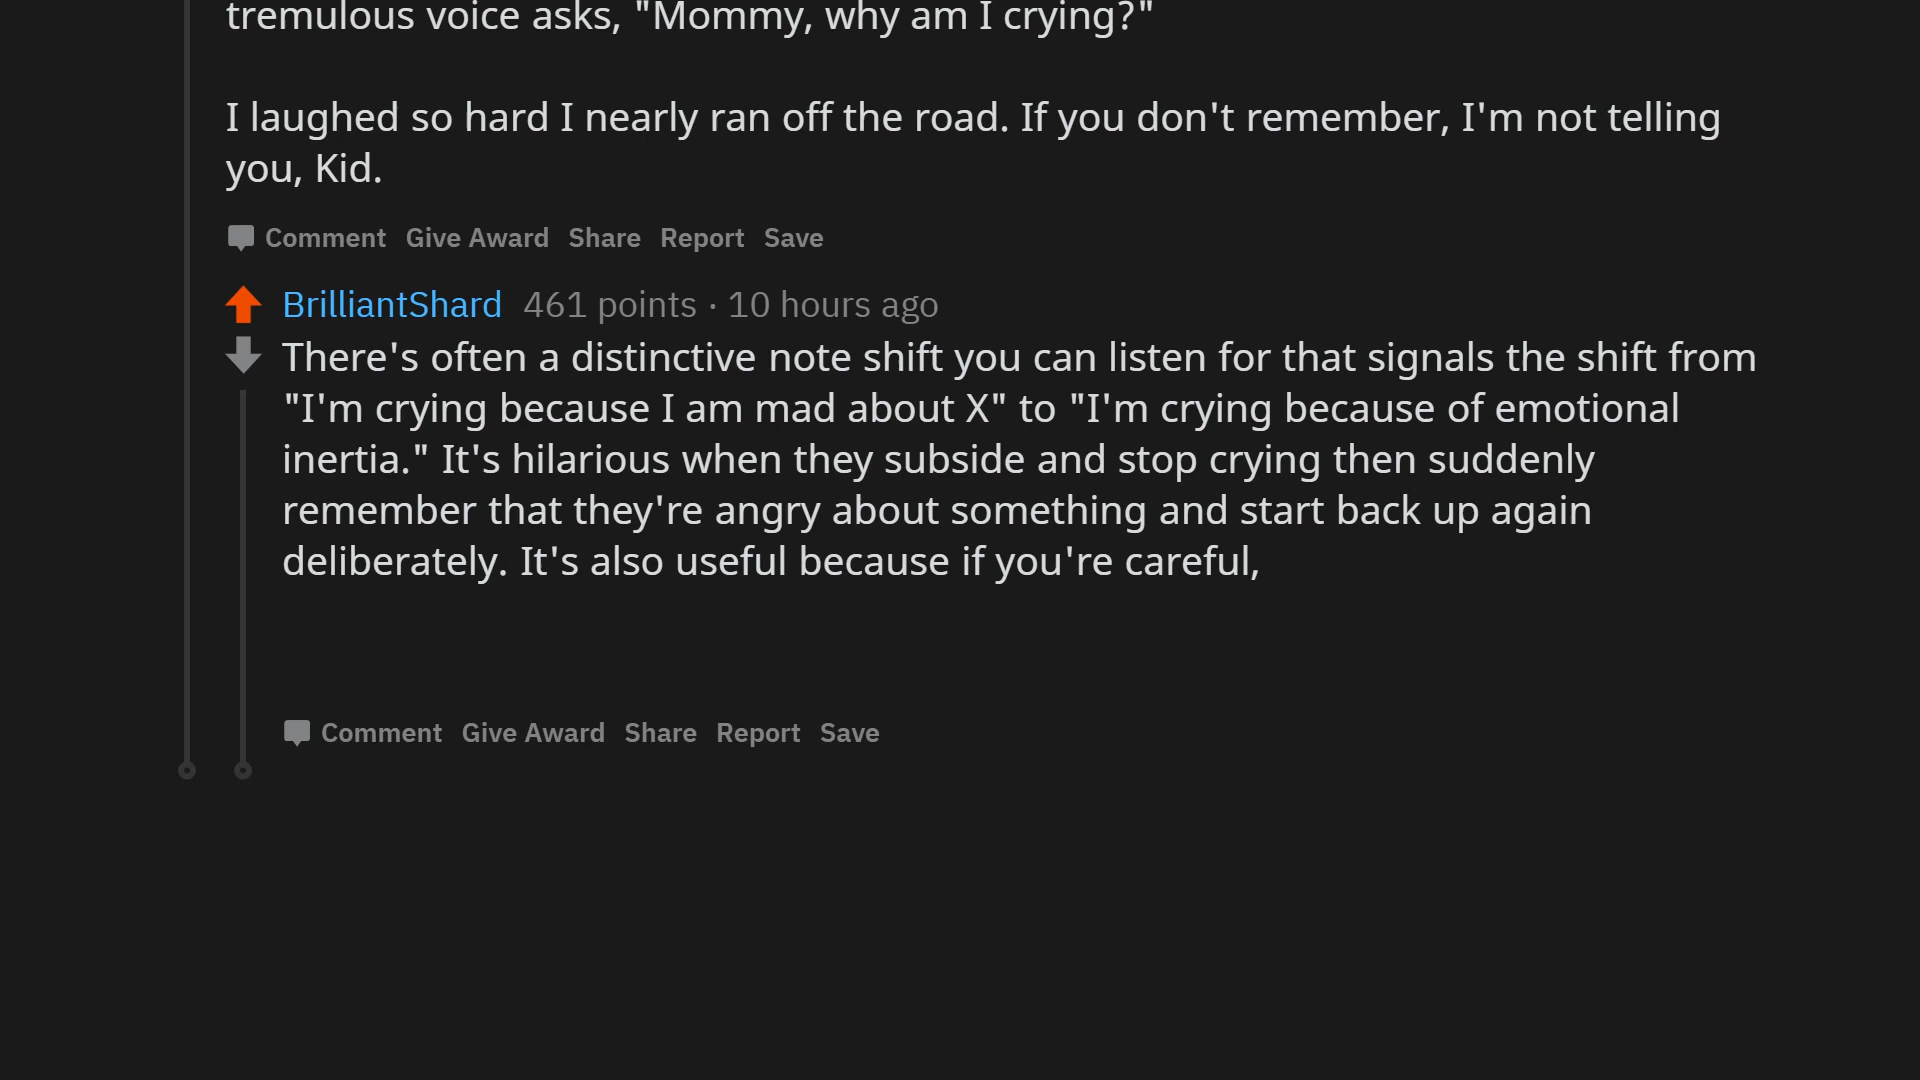 tremulous voice asks, "Mommy, why am I crying?"
I laughed so hard I nearly ran off the road. If you don't remember, I'm not telling
you, Kid.
Comment Give Award Share Report Save
BrilliantShard 461 points · 10 hours ago
There's often a distinctive note shift you can listen for that signals the shift from
"I'm crying because I am mad about X" to "I'm crying because of emotional
inertia." It's hilarious when they subside and stop crying then suddenly
remember that they're angry about something and start back up again
deliberately. It's also useful because if you're careful,
Comment Give Award Share Report Save